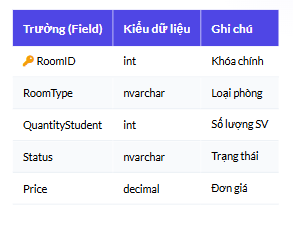 Trường (Field) Kiểu dữ liệu Ghi chú
RoomID int Khóa chính
RoomType nvarchar Loại phòng
QuantityStudent int Số lượng SV
Status nvarchar Trạng thái
Price decimal Đơn giá